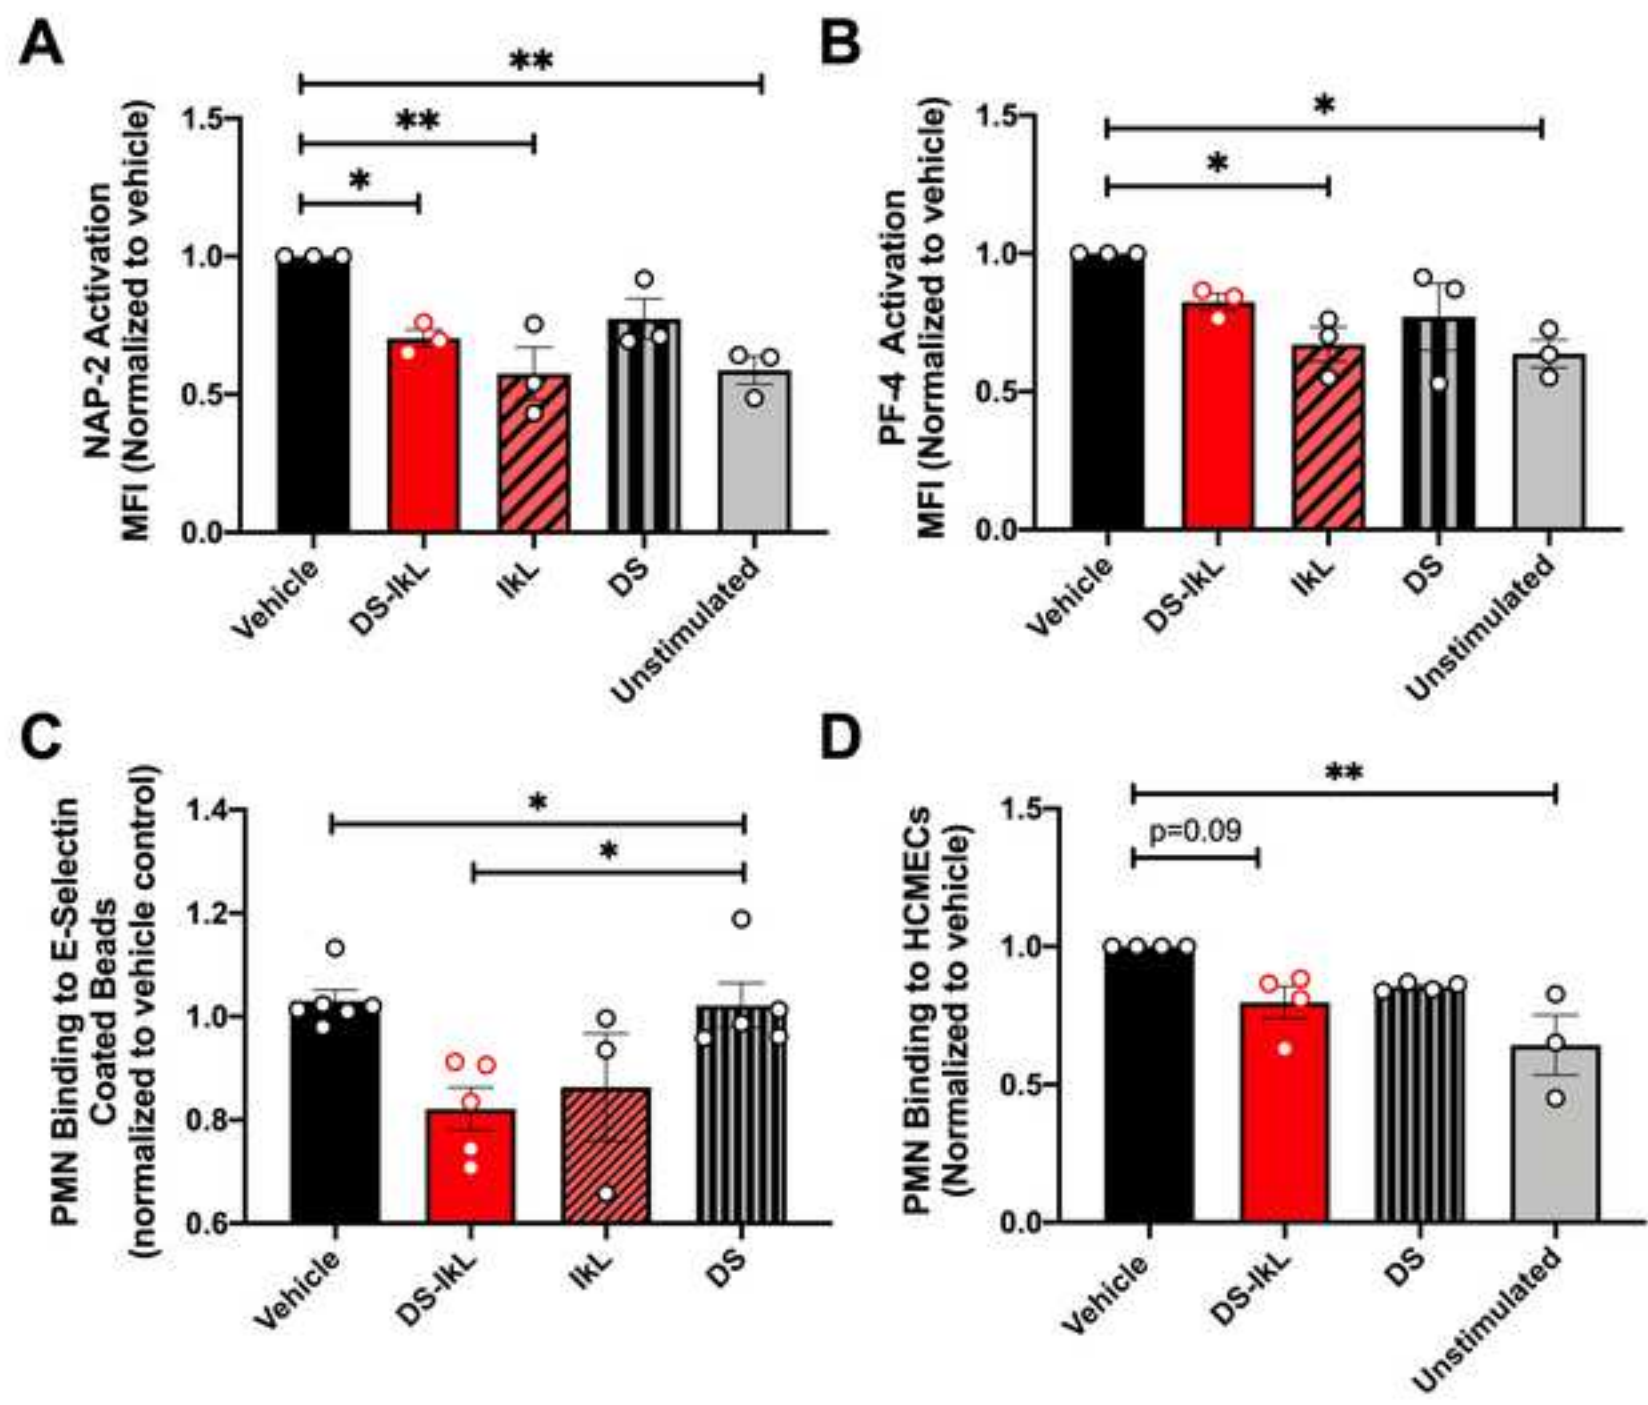 A
**
**
*
NAP-2 Activation
MFI (Normalized to vehicle)
1.5
1.0
0.5
0.0
Vehicle
DS-IkL
IkL
DS
Unstimulated
B
*
*
PF-4 Activation
MFI (Normalized to vehicle)
1.5
1.0
0.5
0.0
Vehicle
DS-IkL
IkL
DS
Unstimulated
C
*
*
PMN Binding to E-Selectin
Coated Beads
(normalized to vehicle control)
1.4
1.2
1.0
0.8
0.6
Vehicle
DS-IkL
IkL
DS
D
**
p=0.09
PMN Binding to HCMECs
(Normalized to vehicle)
1.5
1.0
0.5
0.0
Vehicle
DS-IkL
DS
Unstimulated